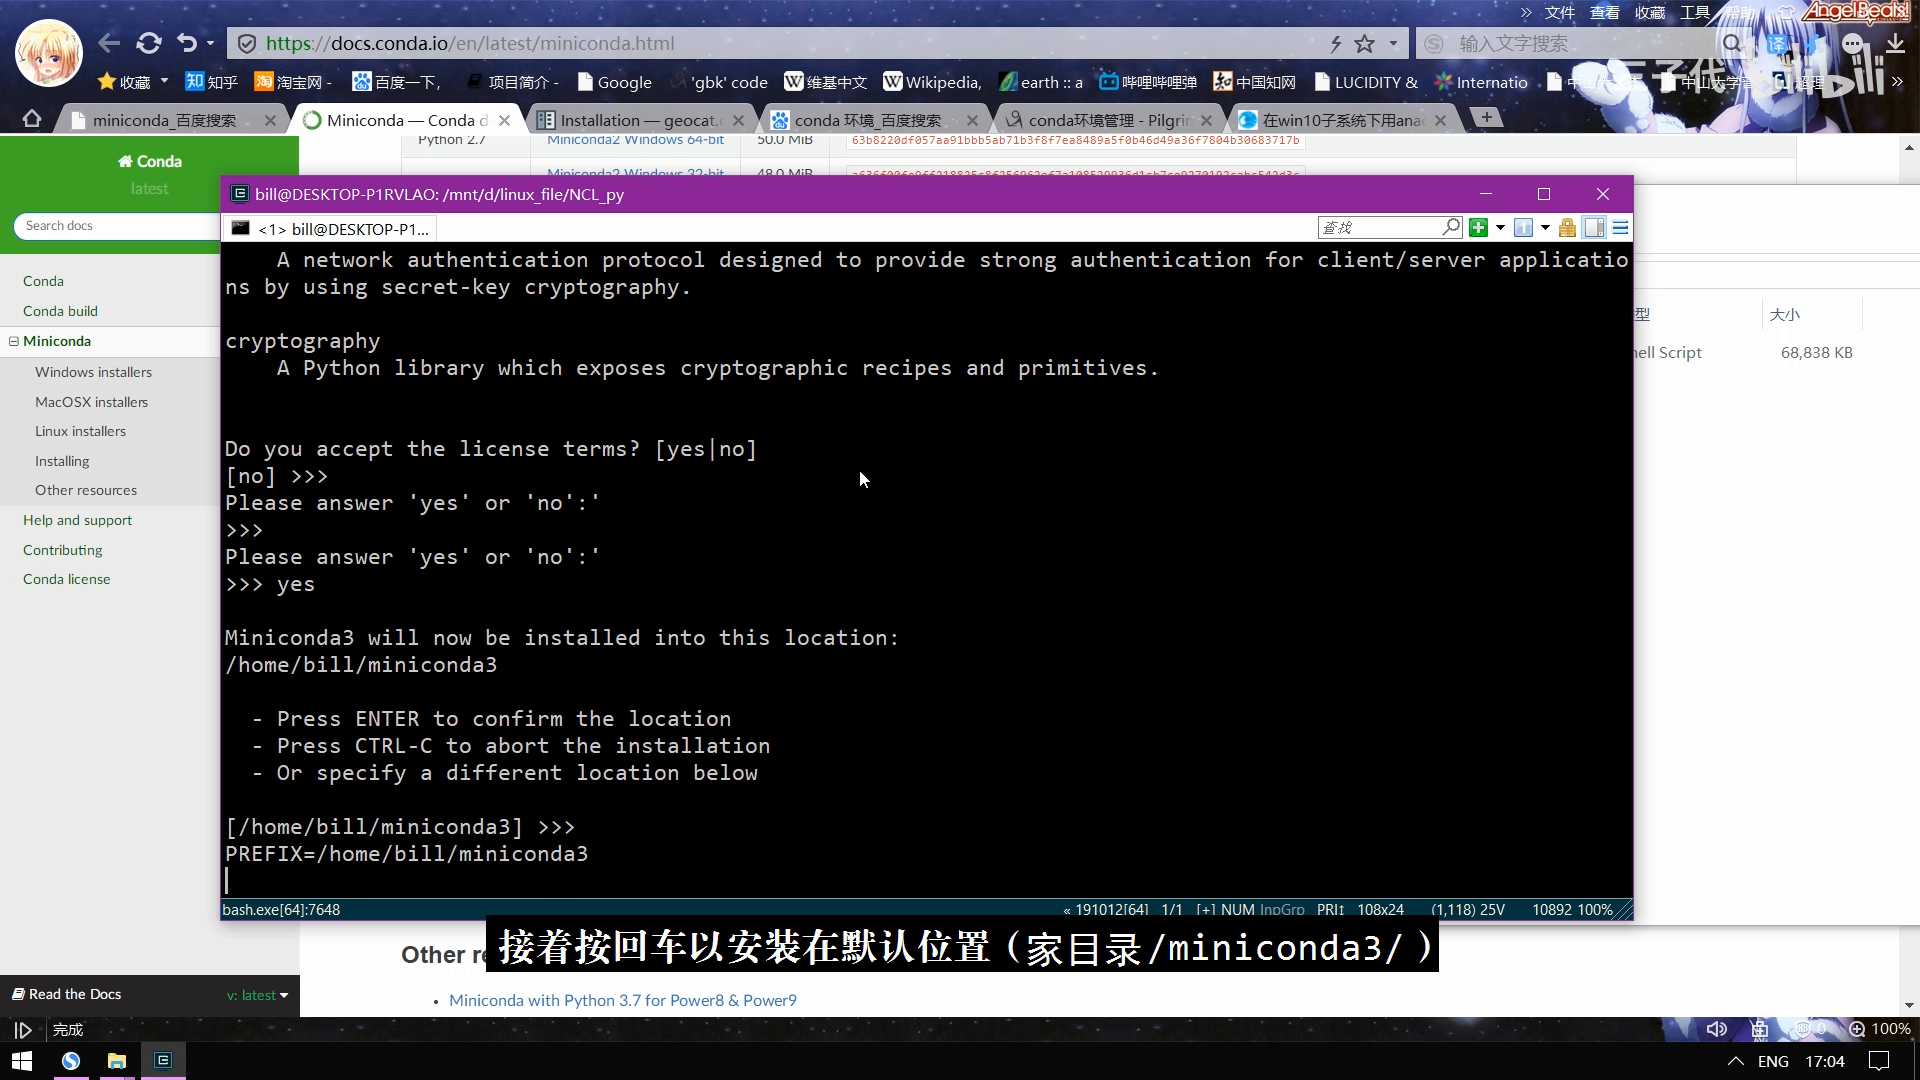 » 文件 查看 收藏 工具 帮助
AngelBeats!
https://docs.conda.io/en/latest/miniconda.html
输入文字搜索
收藏 知乎 淘宝网 - 百度一下, 项目简介 - Google 'gbk' code 维基中文 Wikipedia, earth :: a 哔哩哔哩弹 中国知网 LUCIDITY & Internatio
miniconda_百度搜索 Miniconda — Conda d Installation — geocat. conda 环境_百度搜索 conda环境管理 - Pilgrim 在win10子系统下用anac
Conda
latest
Search docs
Conda
Conda build
Miniconda
Windows installers
MacOSX installers
Linux installers
Installing
Other resources
Help and support
Contributing
Conda license
Read the Docs v: latest
Python 2.7 Miniconda2 Windows 64-bit 50.0 MiB 63b8220df057aa91bbb5ab71b3f8f7ea8489a5f0b46d49a36f7804b30683717b
Miniconda2 Windows 32-bit 48.0 MiB
型 大小
hell Script 68,838 KB
bill@DESKTOP-P1RVLAO: /mnt/d/linux_file/NCL_py
<1> bill@DESKTOP-P1... 查找
A network authentication protocol designed to provide strong authentication for client/server applicatio
ns by using secret-key cryptography.
cryptography
A Python library which exposes cryptographic recipes and primitives.
Do you accept the license terms? [yes|no]
[no] >>>
Please answer 'yes' or 'no':'
>>>
Please answer 'yes' or 'no':'
>>> yes
Miniconda3 will now be installed into this location:
/home/bill/miniconda3
- Press ENTER to confirm the location
- Press CTRL-C to abort the installation
- Or specify a different location below
[/home/bill/miniconda3] >>>
PREFIX=/home/bill/miniconda3
bash.exe[64]:7648 « 191012[64] 1/1 [+] NUM InpGrp PRI↕ 108x24 (1,118) 25V 10892 100%
接着按回车以安装在默认位置（家目录/miniconda3/）
Other re
Miniconda with Python 3.7 for Power8 & Power9
完成 0 100%
ENG 17:04